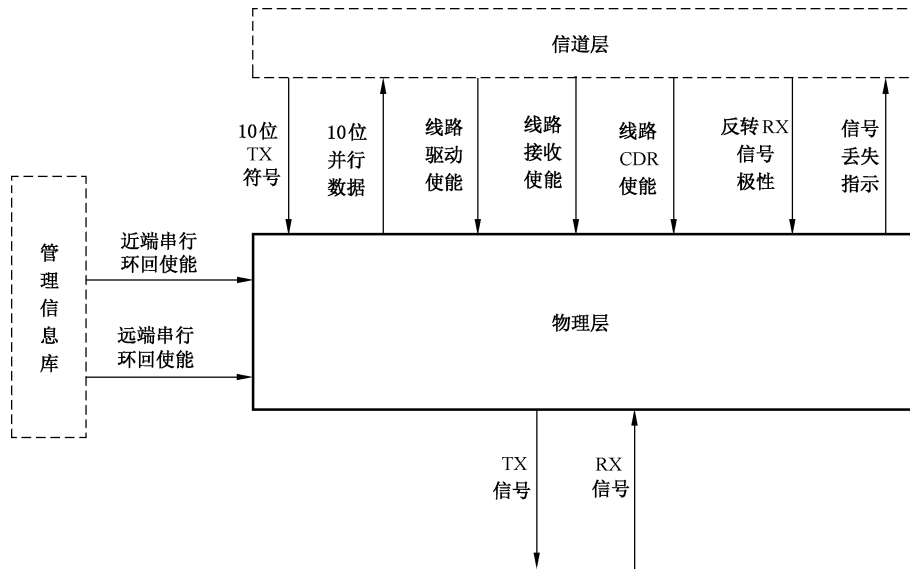 信道层
10位
TX
符号
10位
并行
数据
线路
驱动
使能
线路
接收
使能
线路
CDR
使能
反转RX
信号
极性
信号
丢失
指示
管
理
信
息
库
近端串行
环回使能
远端串行
环回使能
物理层
TX
信号
RX
信号